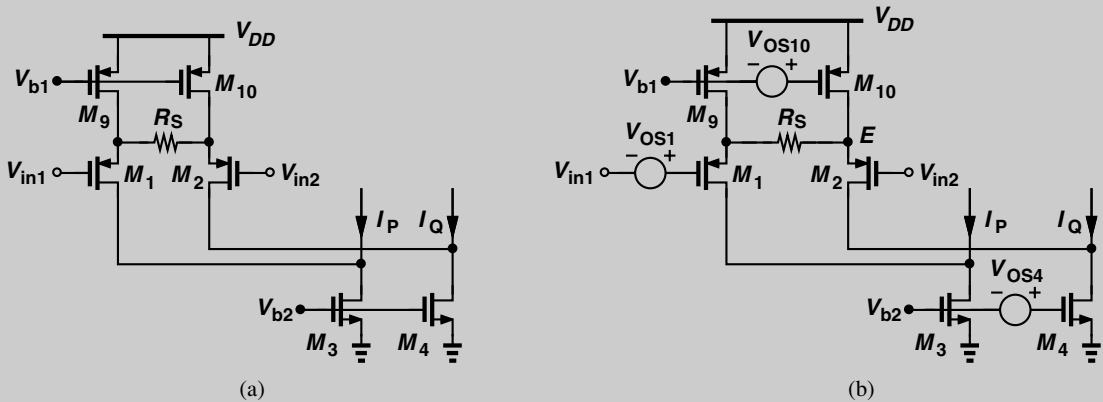 V_DD
V_b1
M_9
M_10
R_S
V_in1
M_1
M_2
V_in2
I_P
I_Q
V_b2
M_3
M_4
(a)
V_DD
V_OS10
− +
V_b1
M_9
M_10
V_OS1
− +
R_S
E
V_in1
M_1
M_2
V_in2
I_P
I_Q
V_OS4
− +
V_b2
M_3
M_4
(b)